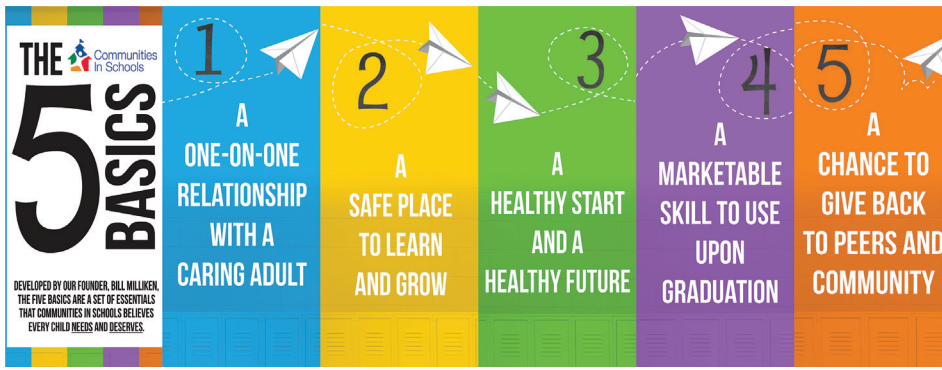 THE
Communities
In Schools
5
BASICS
DEVELOPED BY OUR FOUNDER, BILL MILLIKEN,
THE FIVE BASICS ARE A SET OF ESSENTIALS
THAT COMMUNITIES IN SCHOOLS BELIEVES
EVERY CHILD NEEDS AND DESERVES.
1
A
ONE-ON-ONE
RELATIONSHIP
WITH A
CARING ADULT
2
A
SAFE PLACE
TO LEARN
AND GROW
3
A
HEALTHY START
AND A
HEALTHY FUTURE
4
A
MARKETABLE
SKILL TO USE
UPON
GRADUATION
5
A
CHANCE TO
GIVE BACK
TO PEERS AND
COMMUNITY